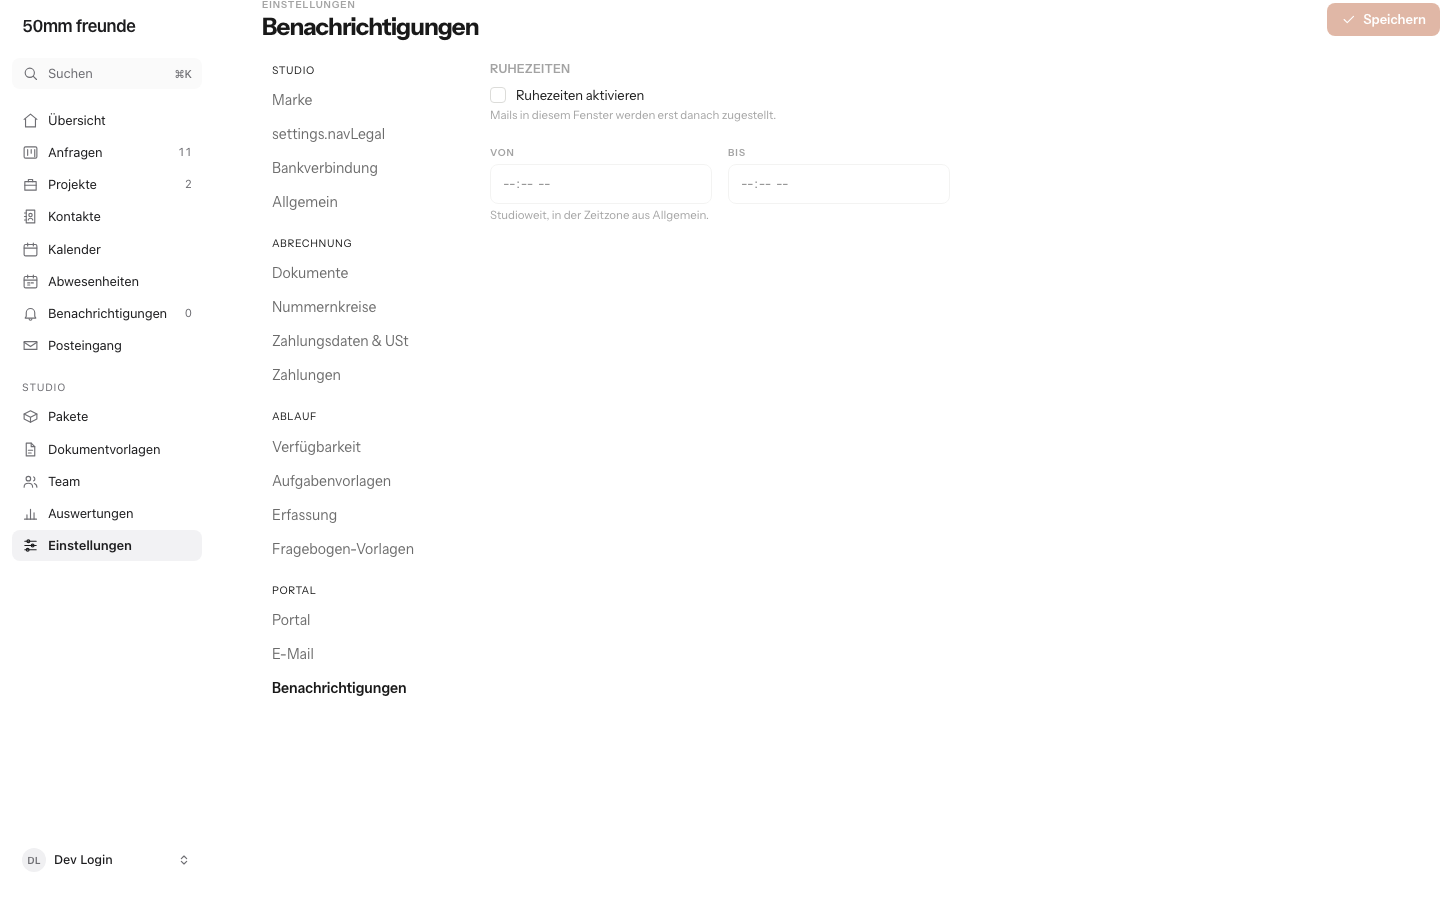 50mm freunde
Suchen ⌘K
Übersicht
Anfragen 11
Projekte 2
Kontakte
Kalender
Abwesenheiten
Benachrichtigungen 0
Posteingang
STUDIO
Pakete
Dokumentvorlagen
Team
Auswertungen
Einstellungen
DL Dev Login
EINSTELLUNGEN
Benachrichtigungen
Speichern
STUDIO
Marke
settings.navLegal
Bankverbindung
Allgemein
ABRECHNUNG
Dokumente
Nummernkreise
Zahlungsdaten & USt
Zahlungen
ABLAUF
Verfügbarkeit
Aufgabenvorlagen
Erfassung
Fragebogen-Vorlagen
PORTAL
Portal
E-Mail
Benachrichtigungen
RUHEZEITEN
Ruhezeiten aktivieren
Mails in diesem Fenster werden erst danach zugestellt.
VON
--:-- --
BIS
--:-- --
Studioweit, in der Zeitzone aus Allgemein.